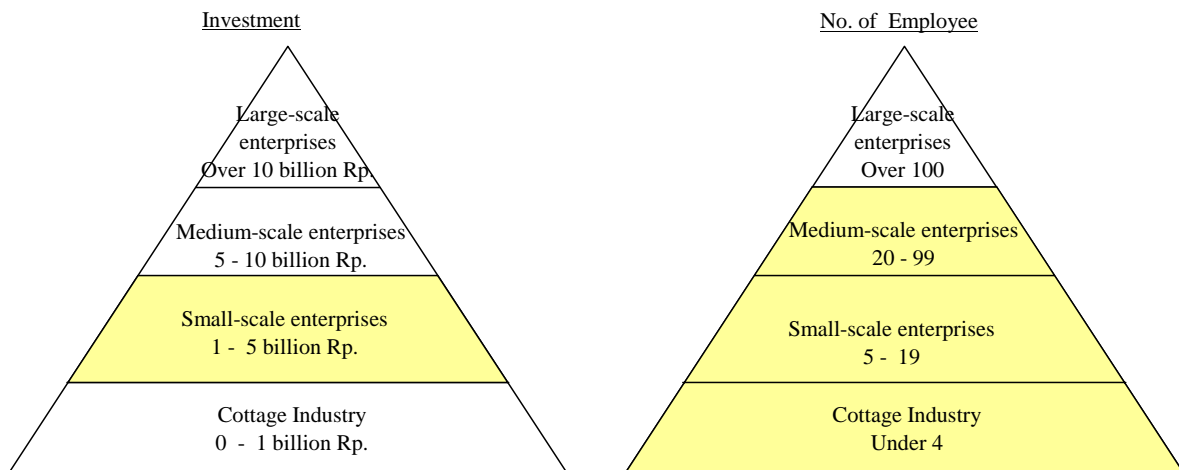 Investment
Large-scale
enterprises
Over 10 billion Rp.
Medium-scale enterprises
5 - 10 billion Rp.
Small-scale enterprises
1 - 5 billion Rp.
Cottage Industry
0 - 1 billion Rp.
No. of Employee
Large-scale
enterprises
Over 100
Medium-scale enterprises
20 - 99
Small-scale enterprises
5 - 19
Cottage Industry
Under 4